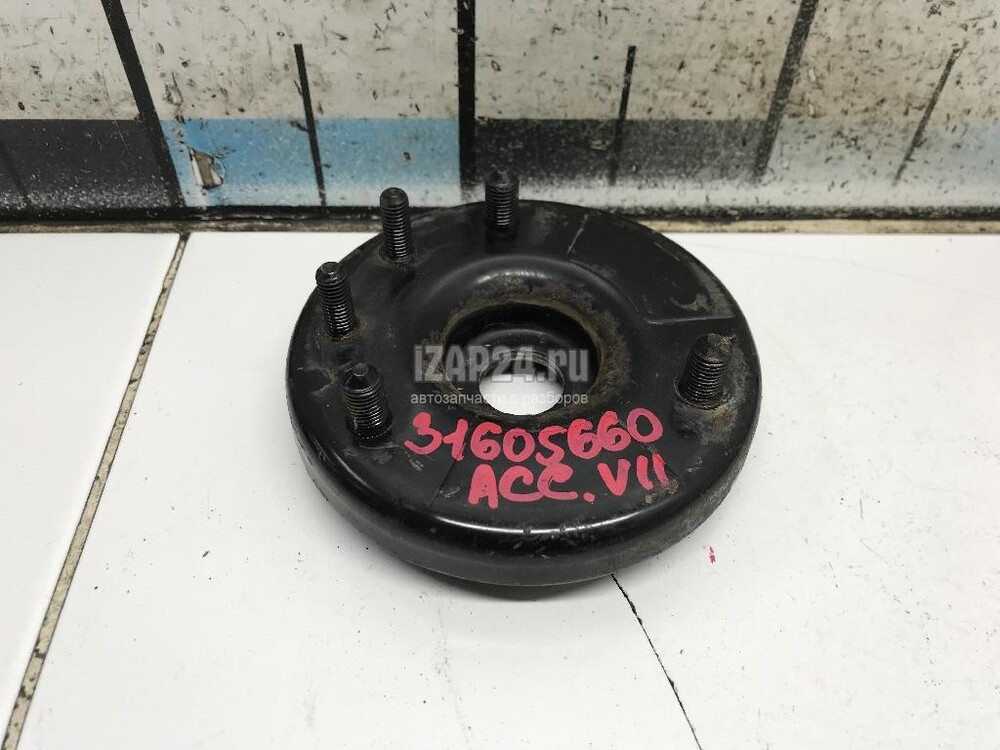 iZAP24.ru
автозапчасти с разборов
31605660
ACC. VII